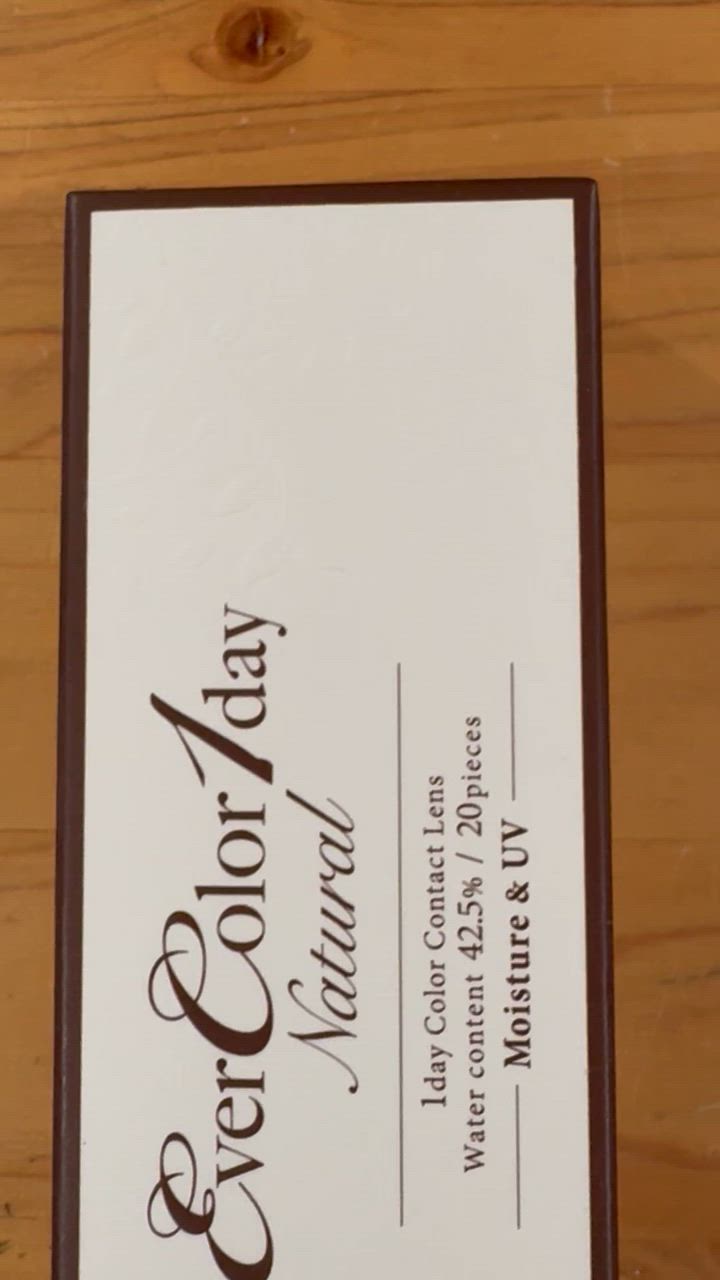 EverColor1day
Natural
1day Color Contact Lens
Water content 42.5% / 20pieces
Moisture & UV